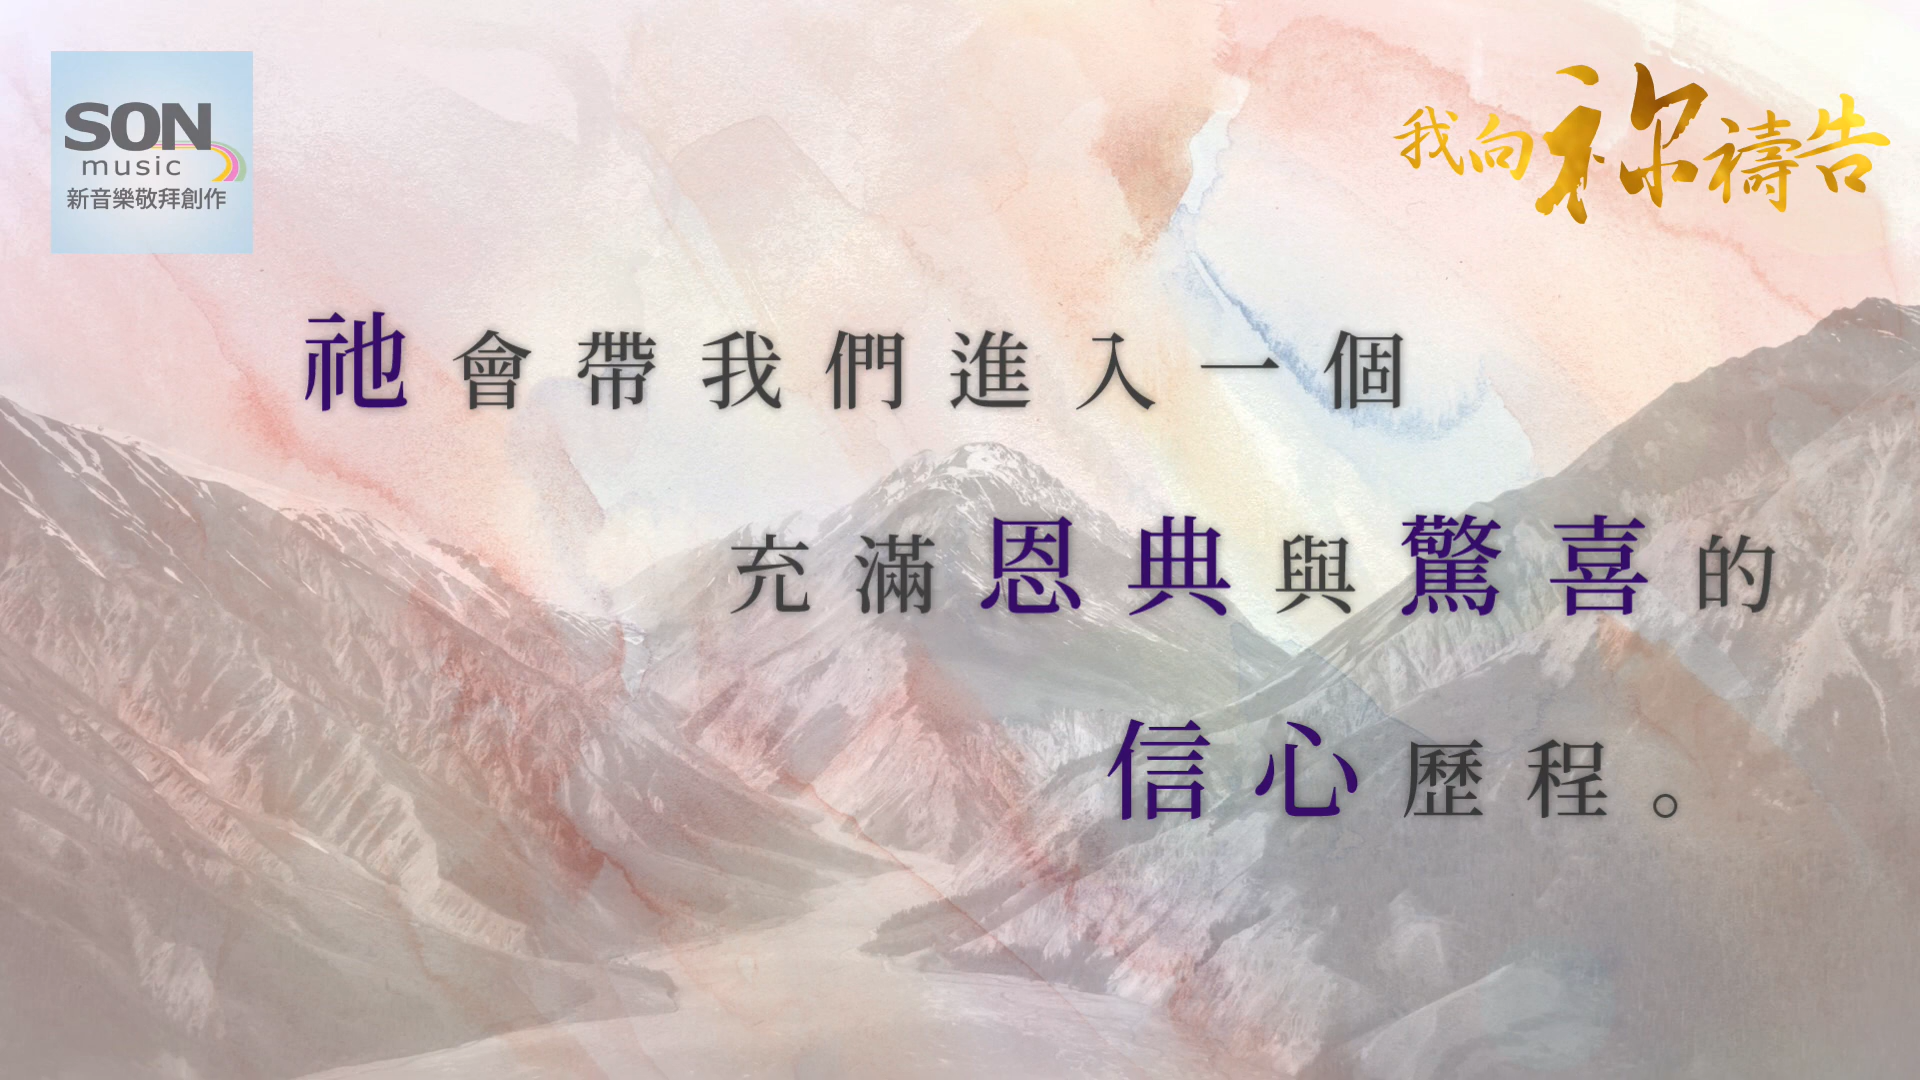 SON
music
新音樂敬拜創作
我向祢禱告
祂會帶我們進入一個
充滿恩典與驚喜的
信心歷程。